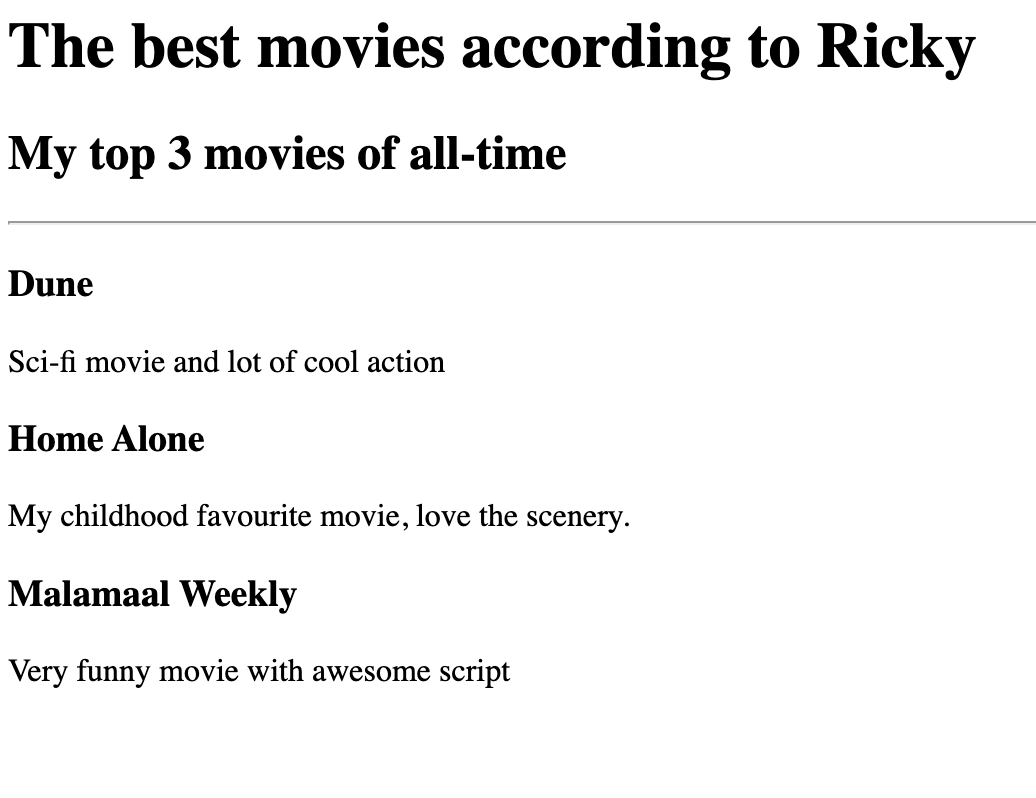 The best movies according to Ricky
My top 3 movies of all-time
Dune
Sci-fi movie and lot of cool action
Home Alone
My childhood favourite movie, love the scenery.
Malamaal Weekly
Very funny movie with awesome script